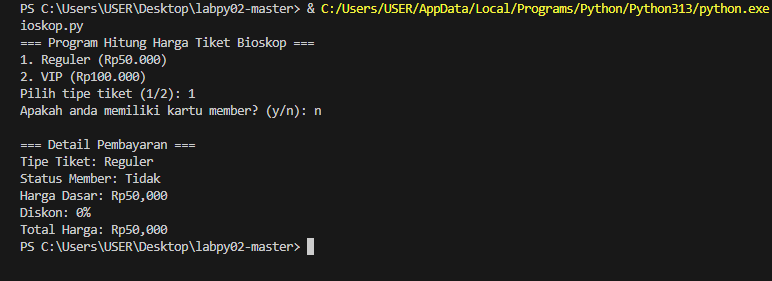 PS C:\Users\USER\Desktop\labpy02-master> & C:/Users/USER/AppData/Local/Programs/Python/Python313/python.exe
ioskop.py
=== Program Hitung Harga Tiket Bioskop ===
1. Reguler (Rp50.000)
2. VIP (Rp100.000)
Pilih tipe tiket (1/2): 1
Apakah anda memiliki kartu member? (y/n): n
=== Detail Pembayaran ===
Tipe Tiket: Reguler
Status Member: Tidak
Harga Dasar: Rp50,000
Diskon: 0%
Total Harga: Rp50,000
PS C:\Users\USER\Desktop\labpy02-master>